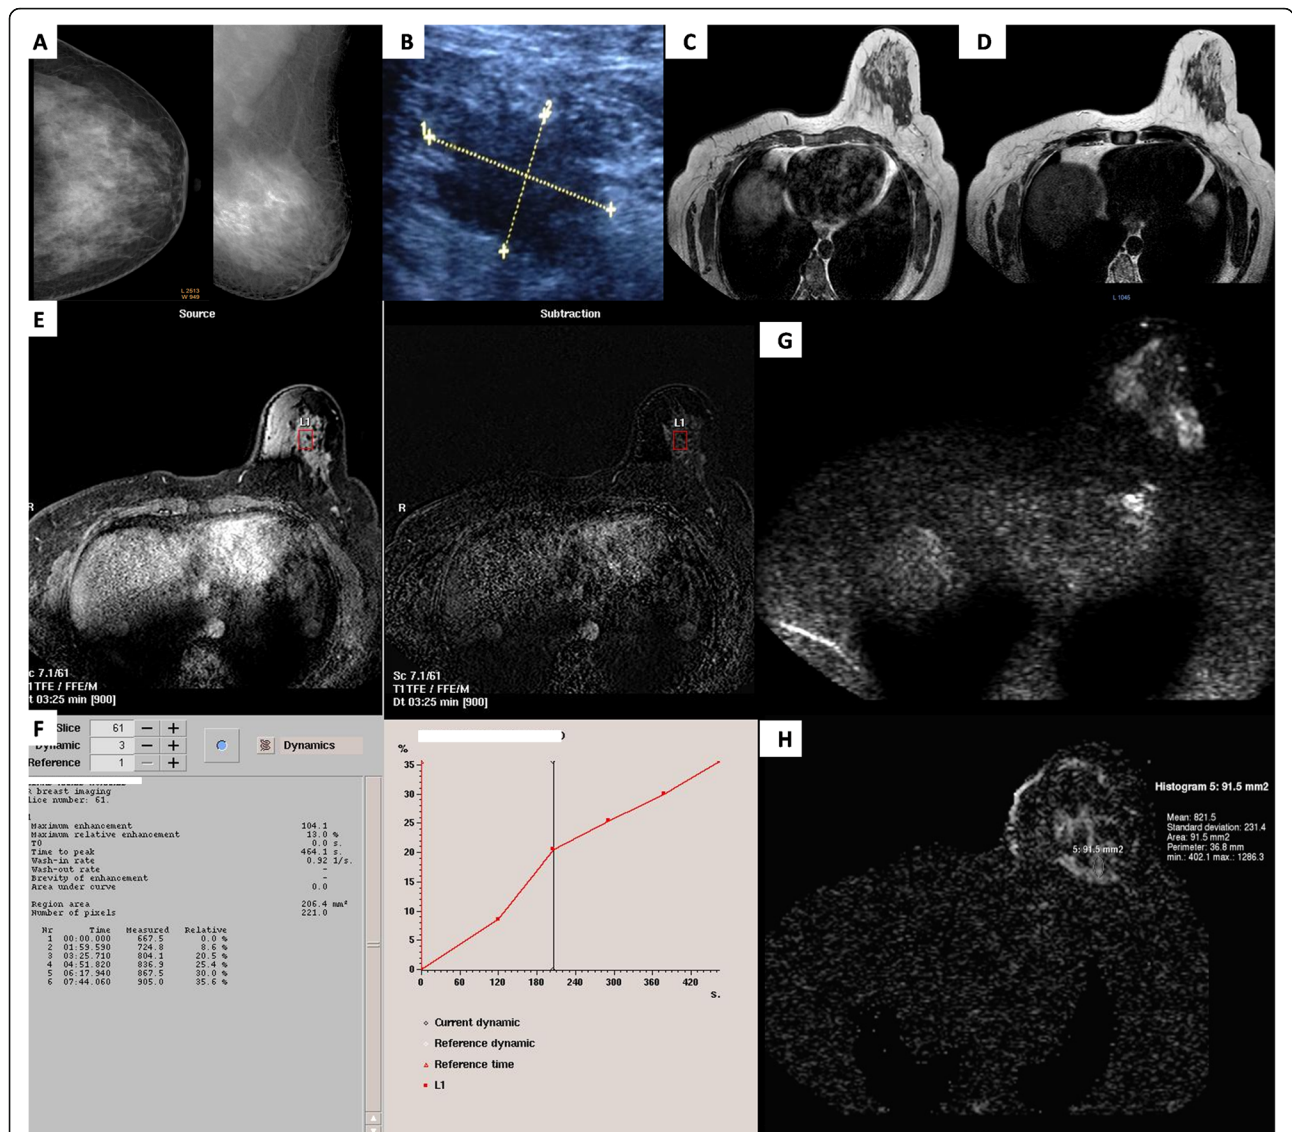 A
B
C
D
L 2613
W 949
1
2
L 1046
E
Source
Subtraction
G
L1
L1
R
R
Sc 7.1/61
T1TFE / FFE/M
Dt 03:25 min [900]
c 7.1/61
1TFE / FFE/M
t 03:25 min [900]
F
Slice 61
Dynamic 3
Reference 1
Dynamics
R breast imaging
lice number: 61.
Maximum enhancement 104.1
Maximum relative enhancement 13.0 %
T0 0.0 s.
Time to peak 464.1 s.
Wash-in rate 0.92 1/s.
Wash-out rate -
Brevity of enhancement -
Area under curve 0.0
Region area 206.4 mm²
Number of pixels 221.0
Nr Time Measured Relative
1 00:00.000 667.5 0.0 %
2 01:59.590 724.8 8.6 %
3 03:25.710 804.1 20.5 %
4 04:51.820 836.9 25.4 %
5 06:17.940 867.5 30.0 %
6 07:44.060 905.0 35.6 %
%
35
30
25
20
15
10
5
0
0 60 120 180 240 300 360 420
s.
Current dynamic
Reference dynamic
Reference time
L1
H
Histogram 5: 91.5 mm2
Mean: 821.5
Standard deviation: 231.4
Area: 91.5 mm2
Perimeter: 36.8 mm
min.: 402.1 max.: 1286.3
5: 91.5 mm2